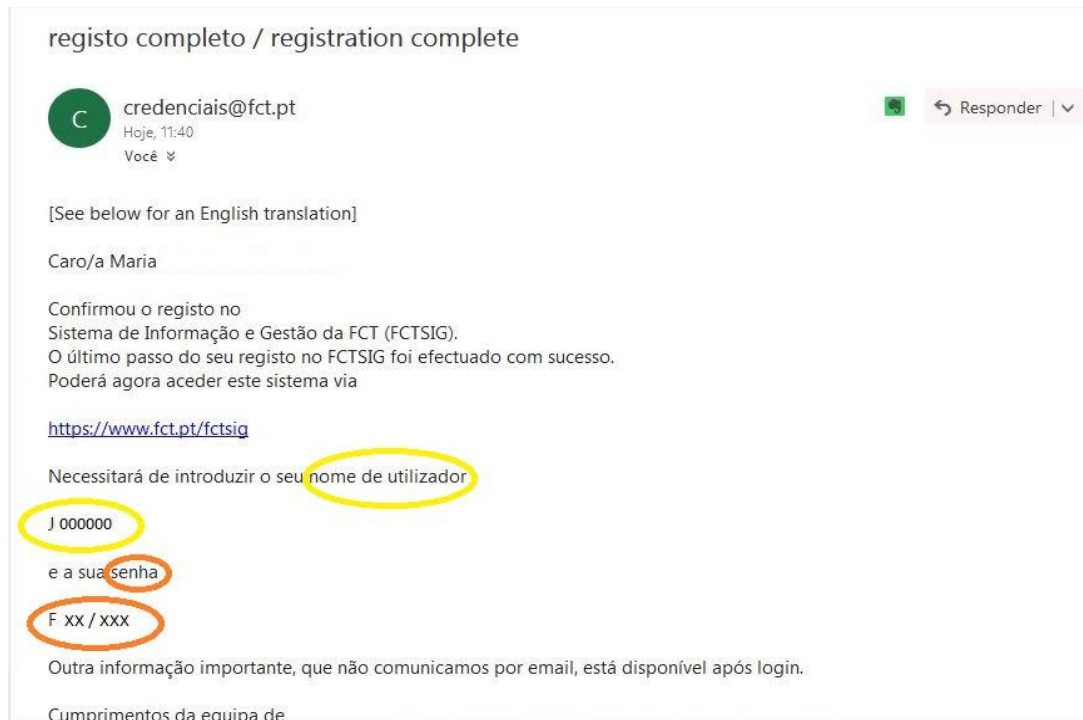 registo completo / registration complete
C
credenciais@fct.pt
Responder
Hoje, 11:40
Você
[See below for an English translation]
Caro/a Maria
Confirmou o registo no
Sistema de Informação e Gestão da FCT (FCTSIG).
O último passo do seu registo no FCTSIG foi efectuado com sucesso.
Poderá agora aceder este sistema via
https://www.fct.pt/fctsig
Necessitará de introduzir o seu nome de utilizador
J 000000
e a sua senha
F xx / xxx
Outra informação importante, que não comunicamos por email, está disponível após login.
Cumprimentos da equipa de